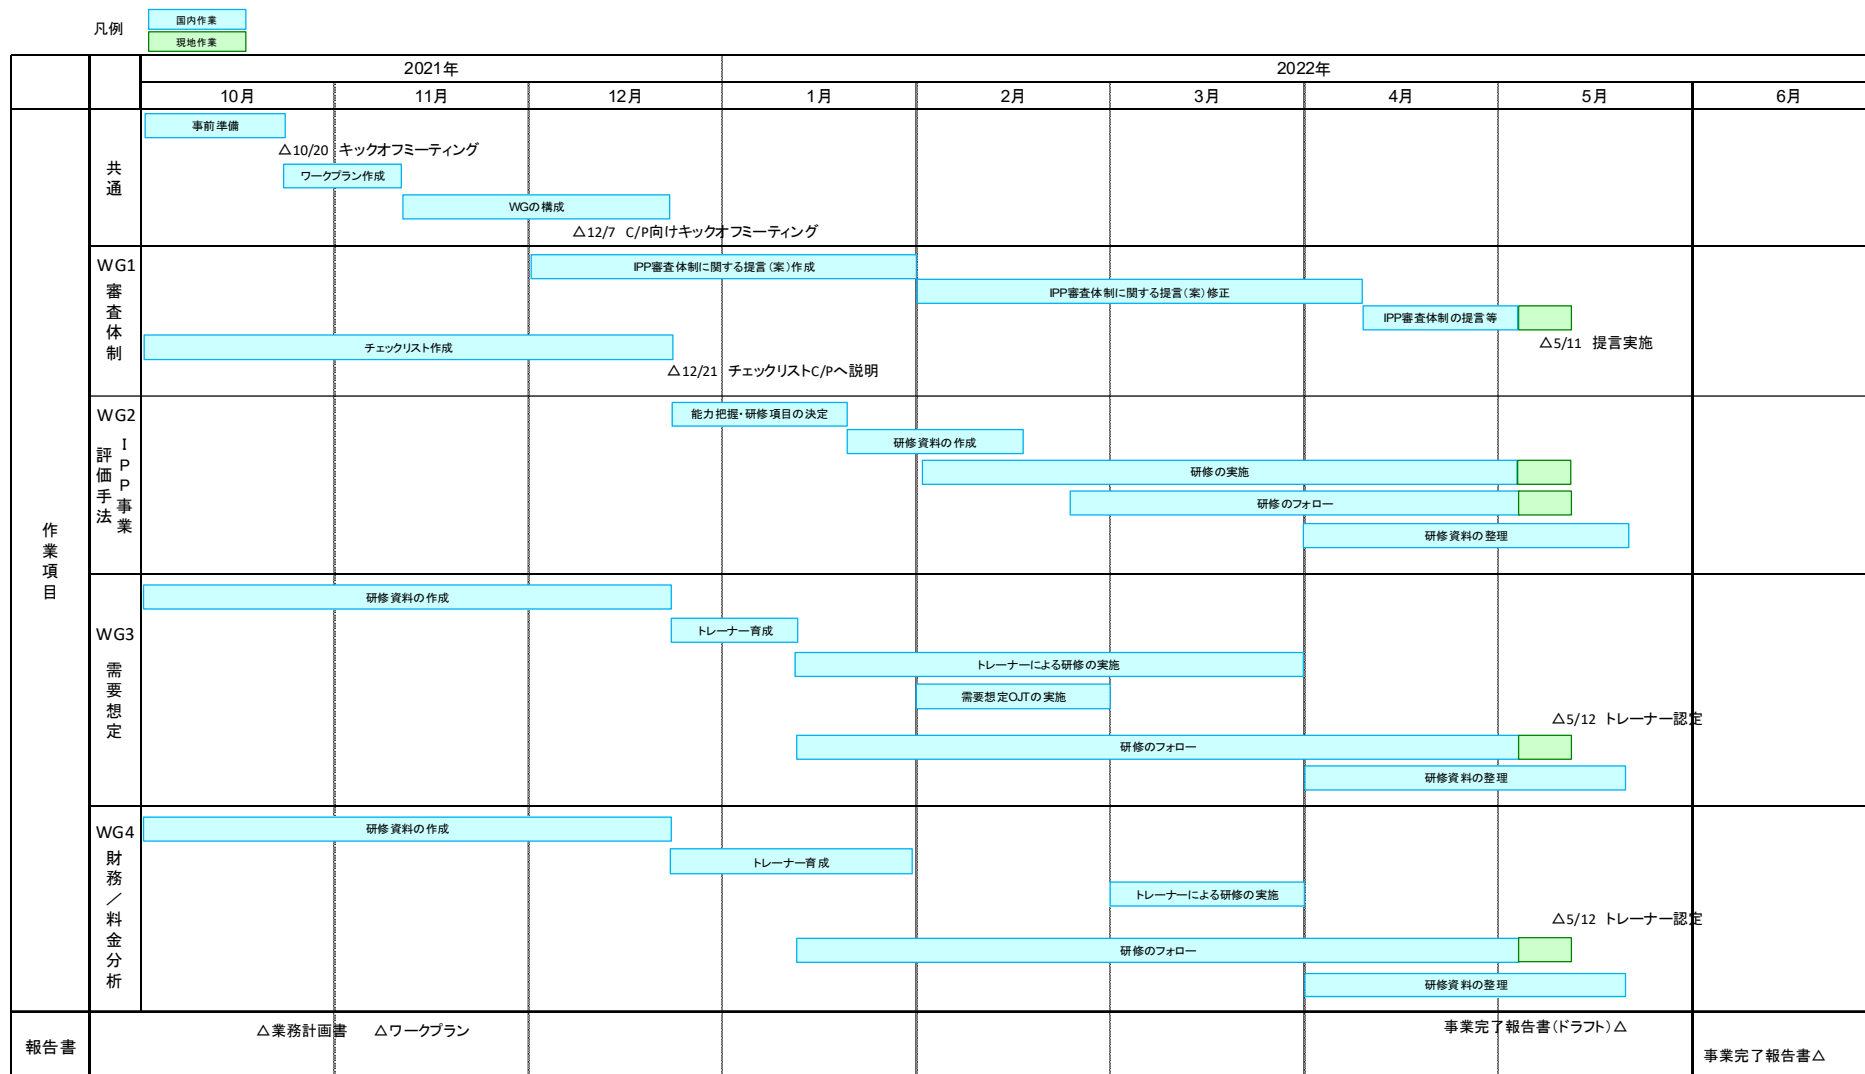 凡例
国内作業
現地作業
2021年
2022年
10月
11月
12月
1月
2月
3月
4月
5月
6月
作業項目
共通
事前準備
△10/20 キックオフミーティング
ワークプラン作成
WGの構成
△12/7 C/P向けキックオフミーティング
WG1
審査体制
IPP審査体制に関する提言(案)作成
IPP審査体制に関する提言(案)修正
IPP審査体制の提言等
△5/11 提言実施
チェックリスト作成
△12/21 チェックリストC/Pへ説明
WG2
IPP事業
評価手法
能力把握・研修項目の決定
研修資料の作成
研修の実施
研修のフォロー
研修資料の整理
WG3
需要想定
研修資料の作成
トレーナー育成
トレーナーによる研修の実施
需要想定OJTの実施
△5/12 トレーナー認定
研修のフォロー
研修資料の整理
WG4
財務/料金分析
研修資料の作成
トレーナー育成
トレーナーによる研修の実施
△5/12 トレーナー認定
研修のフォロー
研修資料の整理
報告書
△業務計画書
△ワークプラン
事業完了報告書(ドラフト)△
事業完了報告書△